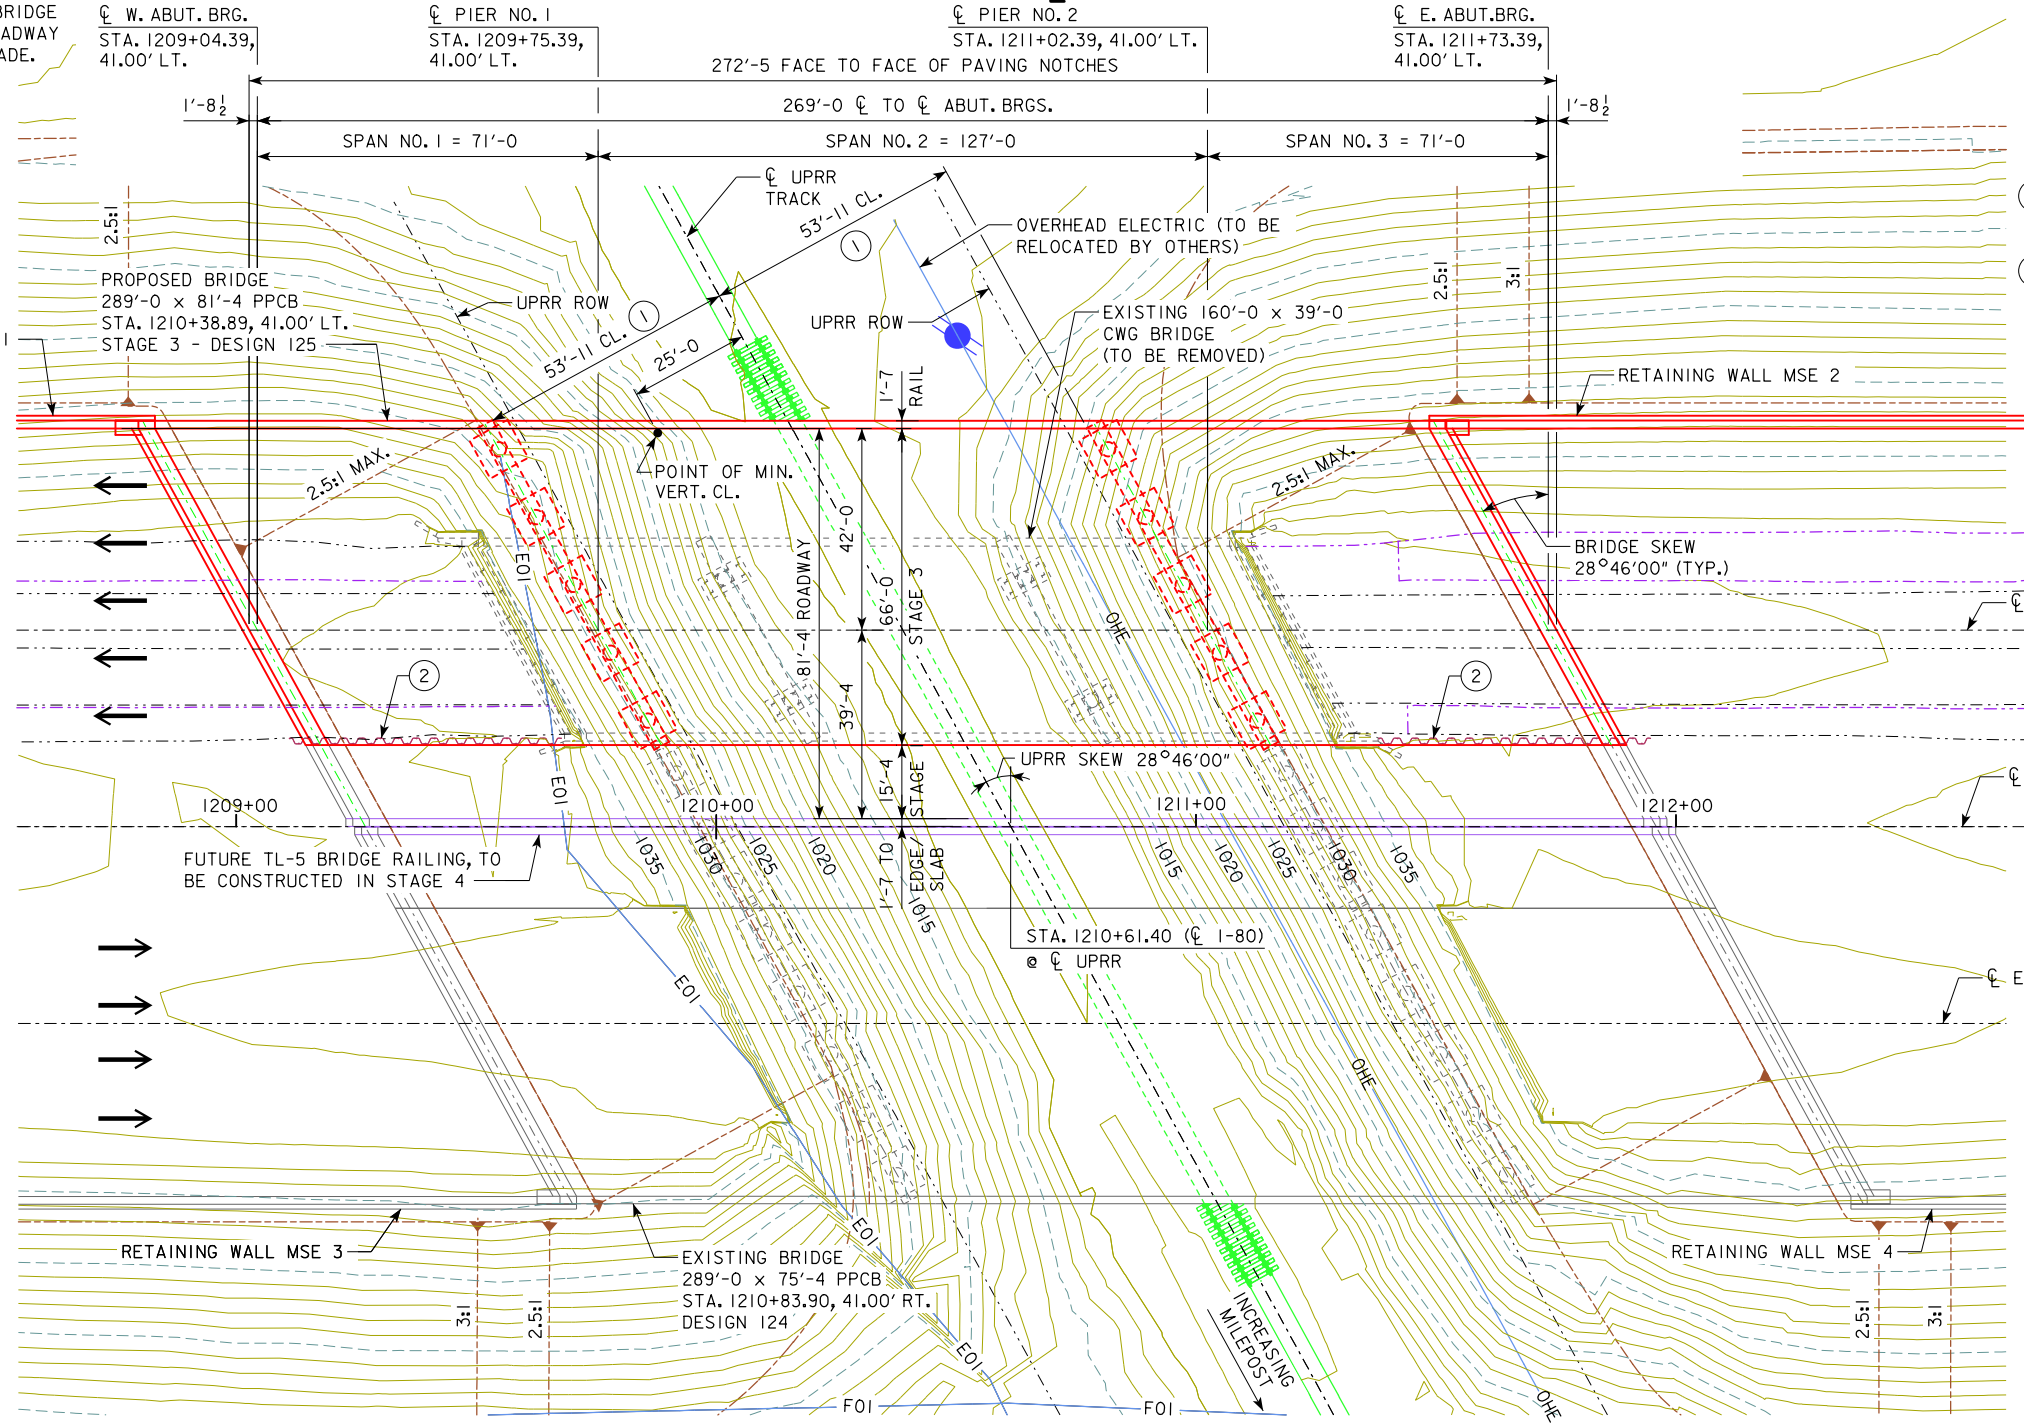 BRIDGE
ADWAY
ADE.
℄ W. ABUT. BRG.
STA. 1209+04.39,
41.00' LT.
℄ PIER NO. 1
STA. 1209+75.39,
41.00' LT.
℄ PIER NO. 2
STA. 1211+02.39, 41.00' LT.
℄ E. ABUT.BRG.
STA. 1211+73.39,
41.00' LT.
272'-5 FACE TO FACE OF PAVING NOTCHES
1'-8½
269'-0 ℄ TO ℄ ABUT. BRGS.
1'-8½
SPAN NO. 1 = 71'-0
SPAN NO. 2 = 127'-0
SPAN NO. 3 = 71'-0
℄ UPRR
TRACK
53'-11 CL.
1
2.5:1
OVERHEAD ELECTRIC (TO BE
RELOCATED BY OTHERS)
2.5:1
3:1
PROPOSED BRIDGE
289'-0 x 81'-4 PPCB
STA. 1210+38.89, 41.00' LT.
STAGE 3 - DESIGN 125
UPRR ROW
53'-11 CL.
1
UPRR ROW
EXISTING 160'-0 x 39'-0
CWG BRIDGE
(TO BE REMOVED)
1
25'-0
1'-7
RAIL
RETAINING WALL MSE 2
2.5:1 MAX.
POINT OF MIN.
VERT. CL.
2.5:1 MAX.
42'-0
E01
81'-4 ROADWAY
66'-0
STAGE 3
OHE
BRIDGE SKEW
28°46'00" (TYP.)
℄
2
39'-4
2
E01
UPRR SKEW 28°46'00"
15'-4
STAGE
℄
1209+00
1210+00
1211+00
1212+00
FUTURE TL-5 BRIDGE RAILING, TO
BE CONSTRUCTED IN STAGE 4
1035
1030
1025
1020
1'-7 TO
EDGE/
SLAB
1015
1015
1020
1025
1030
1035
STA. 1210+61.40 (℄ I-80)
@ ℄ UPRR
E01
℄ E
OHE
RETAINING WALL MSE 3
E01
EXISTING BRIDGE
289'-0 x 75'-4 PPCB
STA. 1210+83.90, 41.00' RT.
DESIGN 124
RETAINING WALL MSE 4
3:1
2.5:1
INCREASING
MILEPOST
2.5:1
3:1
E01
OHE
F01
F01